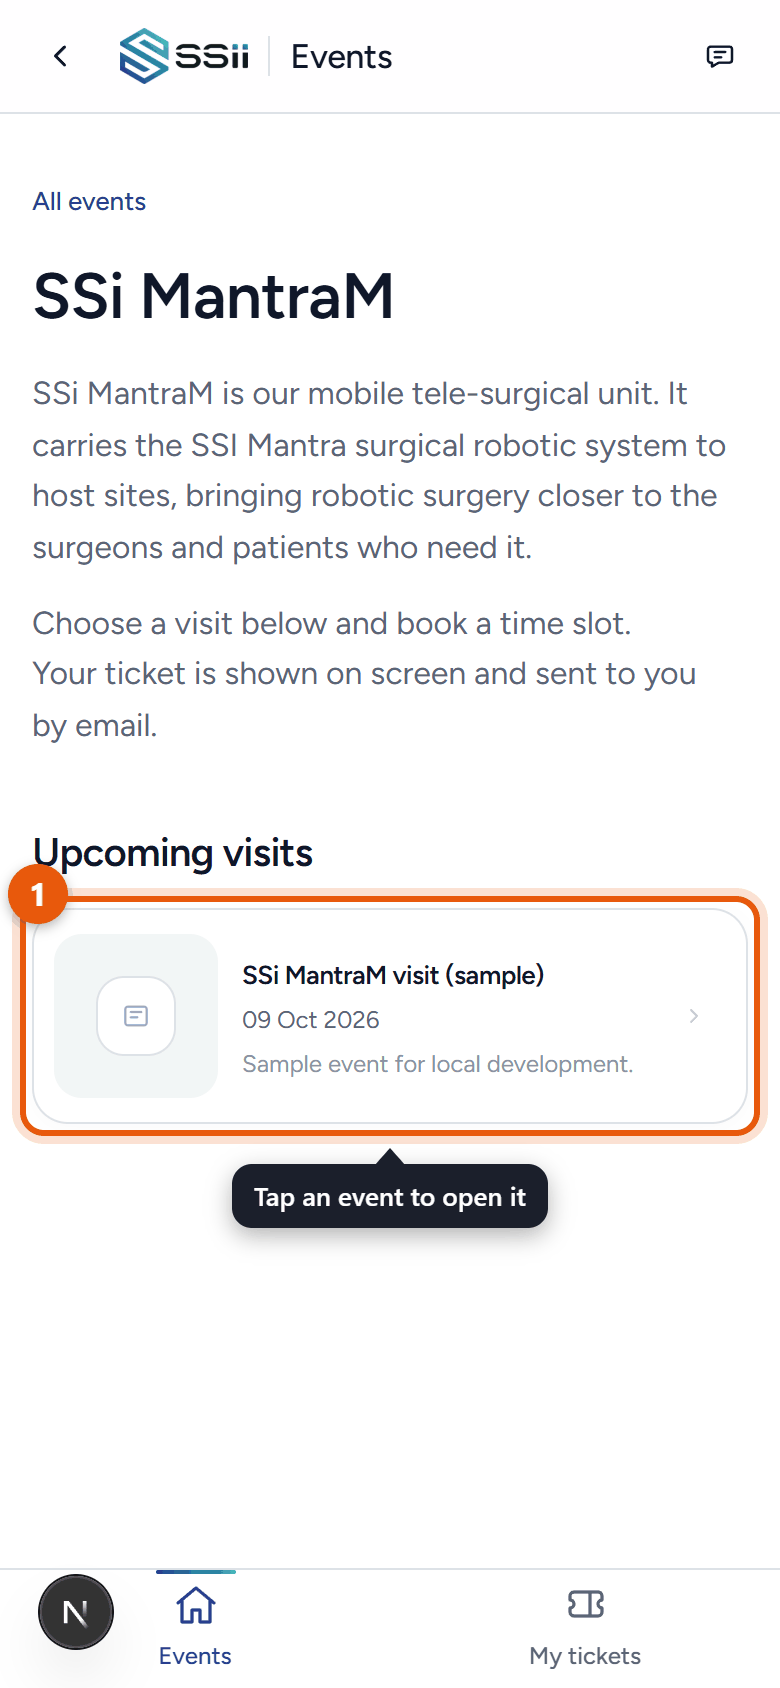 SSii
Events
All events
SSi MantraM
SSi MantraM is our mobile tele-surgical unit. It
carries the SSI Mantra surgical robotic system to
host sites, bringing robotic surgery closer to the
surgeons and patients who need it.
Choose a visit below and book a time slot.
Your ticket is shown on screen and sent to you
by email.
Upcoming visits
1
SSi MantraM visit (sample)
09 Oct 2026
Sample event for local development.
Tap an event to open it
N
Events
My tickets